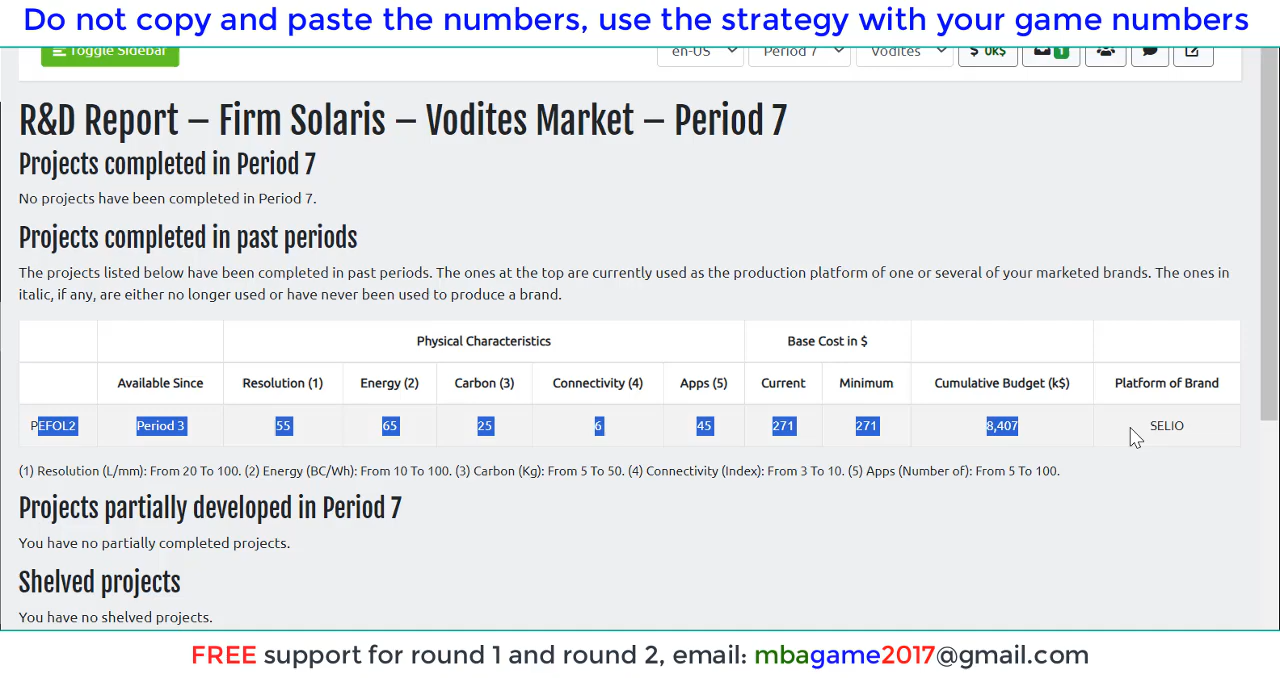 Do not copy and paste the numbers, use the strategy with your game numbers
Toggle Sidebar en-US Period 7 Vodites $ 0k$ 1
R&D Report – Firm Solaris – Vodites Market – Period 7
Projects completed in Period 7
No projects have been completed in Period 7.
Projects completed in past periods
The projects listed below have been completed in past periods. The ones at the top are currently used as the production platform of one or several of your marketed brands. The ones in
italic, if any, are either no longer used or have never been used to produce a brand.
Physical Characteristics Base Cost in $
Available Since Resolution (1) Energy (2) Carbon (3) Connectivity (4) Apps (5) Current Minimum Cumulative Budget (k$) Platform of Brand
PEFOL2 Period 3 55 65 25 6 45 271 271 8,407 SELIO
(1) Resolution (L/mm): From 20 To 100. (2) Energy (BC/Wh): From 10 To 100. (3) Carbon (Kg): From 5 To 50. (4) Connectivity (Index): From 3 To 10. (5) Apps (Number of): From 5 To 100.
Projects partially developed in Period 7
You have no partially completed projects.
Shelved projects
You have no shelved projects.
FREE support for round 1 and round 2, email: mbagame2017@gmail.com